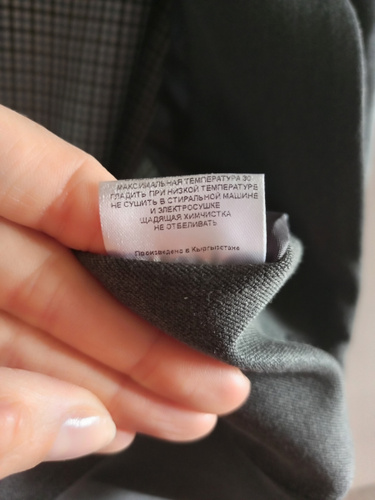 МАКСИМАЛЬНАЯ ТЕМПЕРАТУРА 30
ГЛАДИТЬ ПРИ НИЗКОЙ ТЕМПЕРАТУРЕ
НЕ СУШИТЬ В СТИРАЛЬНОЙ МАШИНЕ
И ЭЛЕКТРОСУШКЕ
ЩАДЯЩАЯ ХИМЧИСТКА
НЕ ОТБЕЛИВАТЬ
Произведено в Кыргызстане